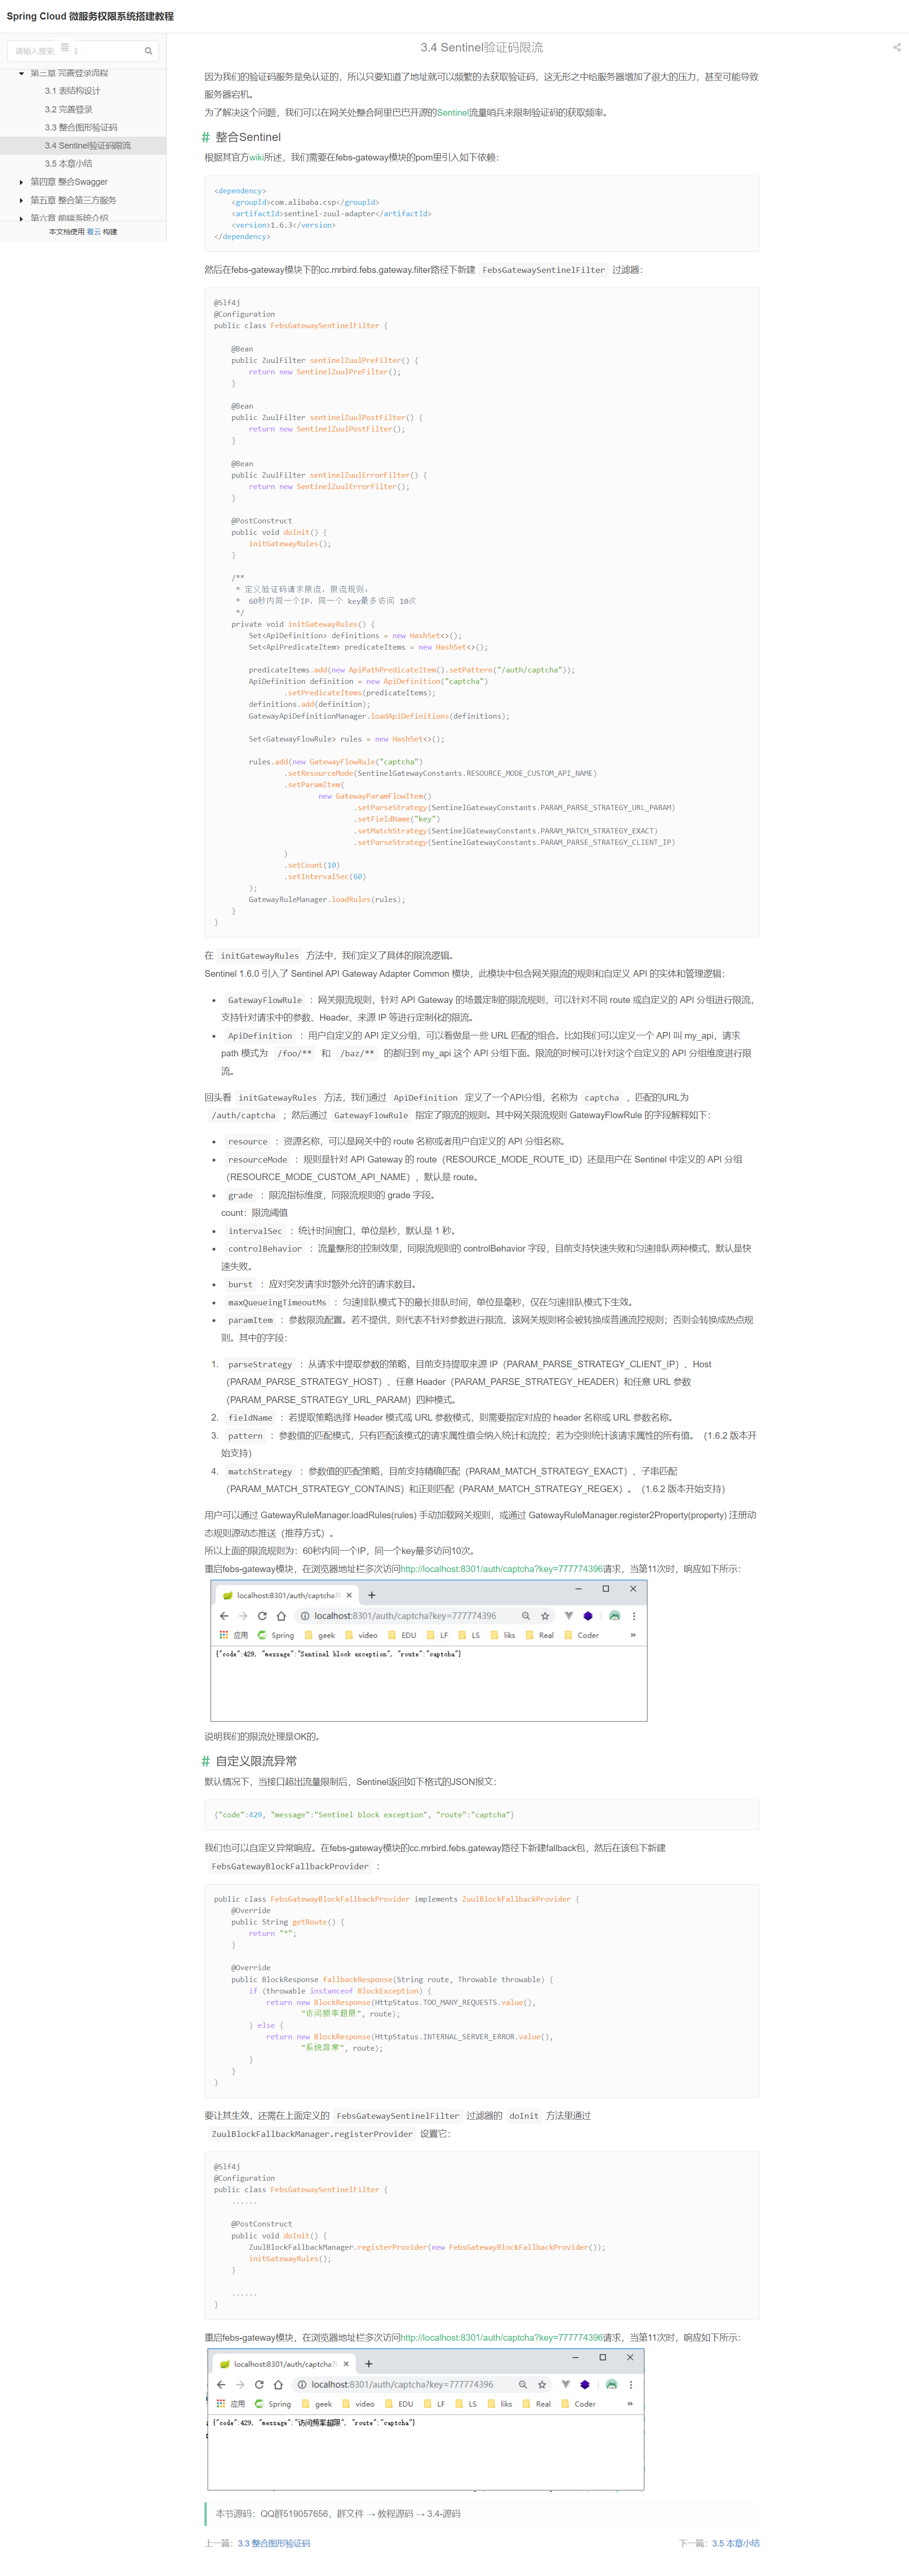 Spring Cloud 微服务权限系统搭建教程
请输入搜索
第三章 完善登录流程
3.1 表结构设计
3.2 完善登录
3.3 整合图形验证码
3.4 Sentinel验证码限流
3.5 本章小结
第四章 整合Swagger
第五章 整合第三方服务
第六章 前端系统介绍
本文档使用 看云 构建
3.4 Sentinel验证码限流
因为我们的验证码服务是免认证的，所以只要知道了地址就可以频繁的去获取验证码，这无形之中给服务器增加了很大的压力，甚至可能导致
服务器宕机。
为了解决这个问题，我们可以在网关处整合阿里巴巴开源的Sentinel流量哨兵来限制验证码的获取频率。
# 整合Sentinel
根据其官方wiki所述，我们需要在febs-gateway模块的pom里引入如下依赖：
<dependency>
    <groupId>com.alibaba.csp</groupId>
    <artifactId>sentinel-zuul-adapter</artifactId>
    <version>1.6.3</version>
</dependency>
然后在febs-gateway模块下的cc.mrbird.febs.gateway.filter路径下新建 FebsGatewaySentinelFilter 过滤器：
@Slf4j
@Configuration
public class FebsGatewaySentinelFilter {
    @Bean
    public ZuulFilter sentinelZuulPreFilter() {
        return new SentinelZuulPreFilter();
    }
    @Bean
    public ZuulFilter sentinelZuulPostFilter() {
        return new SentinelZuulPostFilter();
    }
    @Bean
    public ZuulFilter sentinelZuulErrorFilter() {
        return new SentinelZuulErrorFilter();
    }
    @PostConstruct
    public void doInit() {
        initGatewayRules();
    }
    /**
     * 定义验证码请求限流，限流规则：
     *  60秒内同一个IP，同一个 key最多访问 10次
     */
    private void initGatewayRules() {
        Set<ApiDefinition> definitions = new HashSet<>();
        Set<ApiPredicateItem> predicateItems = new HashSet<>();
        predicateItems.add(new ApiPathPredicateItem().setPattern("/auth/captcha"));
        ApiDefinition definition = new ApiDefinition("captcha")
                .setPredicateItems(predicateItems);
        definitions.add(definition);
        GatewayApiDefinitionManager.loadApiDefinitions(definitions);
        Set<GatewayFlowRule> rules = new HashSet<>();
        rules.add(new GatewayFlowRule("captcha")
                .setResourceMode(SentinelGatewayConstants.RESOURCE_MODE_CUSTOM_API_NAME)
                .setParamItem(
                        new GatewayParamFlowItem()
                                .setParseStrategy(SentinelGatewayConstants.PARAM_PARSE_STRATEGY_URL_PARAM)
                                .setFieldName("key")
                                .setMatchStrategy(SentinelGatewayConstants.PARAM_MATCH_STRATEGY_EXACT)
                                .setParseStrategy(SentinelGatewayConstants.PARAM_PARSE_STRATEGY_CLIENT_IP)
                )
                .setCount(10)
                .setIntervalSec(60)
        );
        GatewayRuleManager.loadRules(rules);
    }
}
在 initGatewayRules 方法中，我们定义了具体的限流逻辑。
Sentinel 1.6.0 引入了 Sentinel API Gateway Adapter Common 模块，此模块中包含网关限流的规则和自定义 API 的实体和管理逻辑：
• GatewayFlowRule ：网关限流规则，针对 API Gateway 的场景定制的限流规则，可以针对不同 route 或自定义的 API 分组进行限流，
支持针对请求中的参数、Header、来源 IP 等进行定制化的限流。
• ApiDefinition ：用户自定义的 API 定义分组，可以看做是一些 URL 匹配的组合。比如我们可以定义一个 API 叫 my_api，请求
path 模式为 /foo/** 和 /baz/** 的都归到 my_api 这个 API 分组下面。限流的时候可以针对这个自定义的 API 分组维度进行限
流。
回头看 initGatewayRules 方法，我们通过 ApiDefinition 定义了一个API分组，名称为 captcha ，匹配的URL为
/auth/captcha ；然后通过 GatewayFlowRule 指定了限流的规则。其中网关限流规则 GatewayFlowRule 的字段解释如下：
• resource ：资源名称，可以是网关中的 route 名称或者用户自定义的 API 分组名称。
• resourceMode ：规则是针对 API Gateway 的 route（RESOURCE_MODE_ROUTE_ID）还是用户在 Sentinel 中定义的 API 分组
（RESOURCE_MODE_CUSTOM_API_NAME），默认是 route。
• grade ：限流指标维度，同限流规则的 grade 字段。
count：限流阈值
• intervalSec ：统计时间窗口，单位是秒，默认是 1 秒。
• controlBehavior ：流量整形的控制效果，同限流规则的 controlBehavior 字段，目前支持快速失败和匀速排队两种模式，默认是快
速失败。
• burst ：应对突发请求时额外允许的请求数目。
• maxQueueingTimeoutMs ：匀速排队模式下的最长排队时间，单位是毫秒，仅在匀速排队模式下生效。
• paramItem ：参数限流配置。若不提供，则代表不针对参数进行限流，该网关规则将会被转换成普通流控规则；否则会转换成热点规
则。其中的字段：
1. parseStrategy ：从请求中提取参数的策略，目前支持提取来源 IP（PARAM_PARSE_STRATEGY_CLIENT_IP）、Host
（PARAM_PARSE_STRATEGY_HOST）、任意 Header（PARAM_PARSE_STRATEGY_HEADER）和任意 URL 参数
（PARAM_PARSE_STRATEGY_URL_PARAM）四种模式。
2. fieldName ：若提取策略选择 Header 模式或 URL 参数模式，则需要指定对应的 header 名称或 URL 参数名称。
3. pattern ：参数值的匹配模式，只有匹配该模式的请求属性值会纳入统计和流控；若为空则统计该请求属性的所有值。（1.6.2 版本开
始支持）
4. matchStrategy ：参数值的匹配策略，目前支持精确匹配（PARAM_MATCH_STRATEGY_EXACT）、子串匹配
（PARAM_MATCH_STRATEGY_CONTAINS）和正则匹配（PARAM_MATCH_STRATEGY_REGEX）。（1.6.2 版本开始支持）
用户可以通过 GatewayRuleManager.loadRules(rules) 手动加载网关规则，或通过 GatewayRuleManager.register2Property(property) 注册动
态规则源动态推送（推荐方式）。
所以上面的限流规则为：60秒内同一个IP，同一个key最多访问10次。
重启febs-gateway模块，在浏览器地址栏多次访问http://localhost:8301/auth/captcha?key=777774396请求，当第11次时，响应如下所示：
localhost:8301/auth/captcha?
localhost:8301/auth/captcha?key=777774396
应用 Spring geek video EDU LF LS liks Real Coder »
{"code":429, "message":"Sentinel block exception", "route":"captcha"}
说明我们的限流处理是OK的。
# 自定义限流异常
默认情况下，当接口超出流量限制后，Sentinel返回如下格式的JSON报文：
{"code":429, "message":"Sentinel block exception", "route":"captcha"}
我们也可以自定义异常响应。在febs-gateway模块的cc.mrbird.febs.gateway路径下新建fallback包，然后在该包下新建
FebsGatewayBlockFallbackProvider ：
public class FebsGatewayBlockFallbackProvider implements ZuulBlockFallbackProvider {
    @Override
    public String getRoute() {
        return "*";
    }
    @Override
    public BlockResponse fallbackResponse(String route, Throwable throwable) {
        if (throwable instanceof BlockException) {
            return new BlockResponse(HttpStatus.TOO_MANY_REQUESTS.value(),
                    "访问频率超限", route);
        } else {
            return new BlockResponse(HttpStatus.INTERNAL_SERVER_ERROR.value(),
                    "系统异常", route);
        }
    }
}
要让其生效，还需在上面定义的 FebsGatewaySentinelFilter 过滤器的 doInit 方法里通过
ZuulBlockFallbackManager.registerProvider 设置它：
@Slf4j
@Configuration
public class FebsGatewaySentinelFilter {
    ......
    @PostConstruct
    public void doInit() {
        ZuulBlockFallbackManager.registerProvider(new FebsGatewayBlockFallbackProvider());
        initGatewayRules();
    }
    ......
}
重启febs-gateway模块，在浏览器地址栏多次访问http://localhost:8301/auth/captcha?key=777774396请求，当第11次时，响应如下所示：
localhost:8301/auth/captcha?
localhost:8301/auth/captcha?key=777774396
应用 Spring geek video EDU LF LS liks Real Coder »
{"code":429, "message":"访问频率超限", "route":"captcha"}
本节源码：QQ群519057656，群文件 → 教程源码 → 3.4-源码
上一篇：3.3 整合图形验证码
下一篇：3.5 本章小结